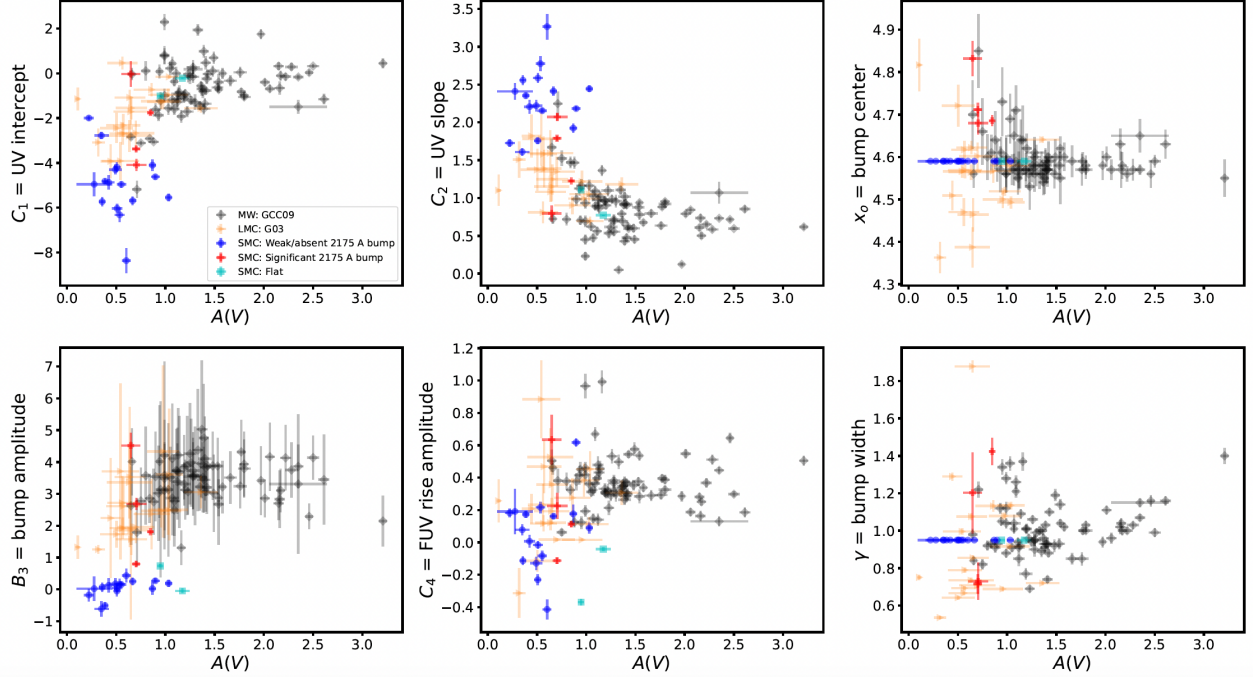 2
0
−2
−4
−6
−8
C1 = UV intercept
MW: GCC09
LMC: G03
SMC: Weak/absent 2175 A bump
SMC: Significant 2175 A bump
SMC: Flat
0.0 0.5 1.0 1.5 2.0 2.5 3.0
A(V)
3.5
3.0
2.5
2.0
1.5
1.0
0.5
0.0
C2 = UV slope
0.0 0.5 1.0 1.5 2.0 2.5 3.0
A(V)
4.9
4.8
4.7
4.6
4.5
4.4
4.3
xo = bump center
0.0 0.5 1.0 1.5 2.0 2.5 3.0
A(V)
7
6
5
4
3
2
1
0
−1
B3 = bump amplitude
0.0 0.5 1.0 1.5 2.0 2.5 3.0
A(V)
1.2
1.0
0.8
0.6
0.4
0.2
0.0
−0.2
−0.4
C4 = FUV rise amplitude
0.0 0.5 1.0 1.5 2.0 2.5 3.0
A(V)
1.8
1.6
1.4
1.2
1.0
0.8
0.6
γ = bump width
0.0 0.5 1.0 1.5 2.0 2.5 3.0
A(V)